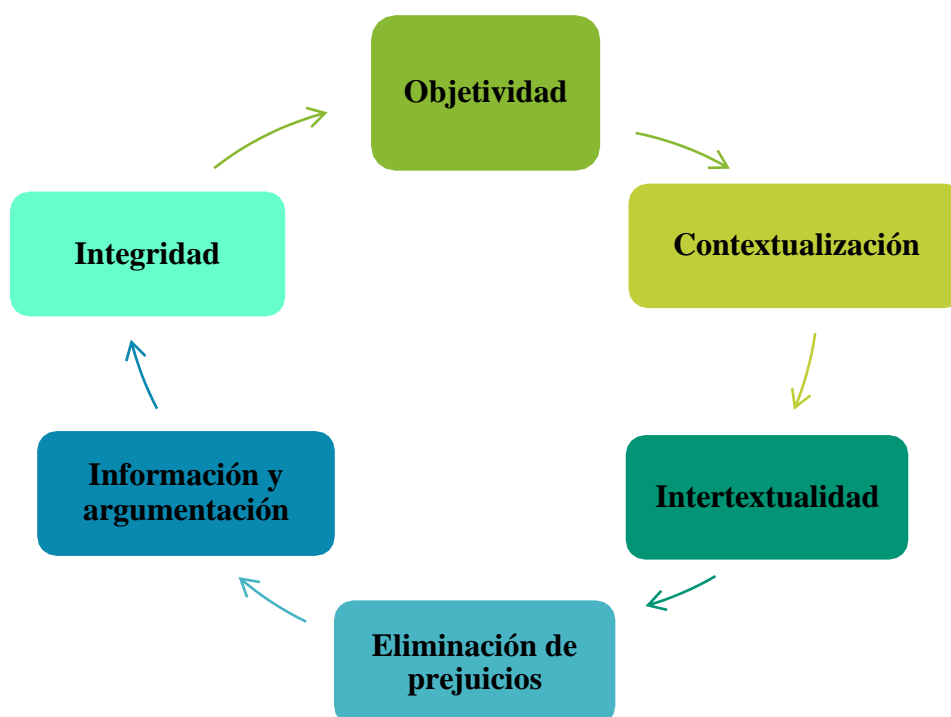 Objetividad
Contextualización
Intertextualidad
Eliminación de
prejuicios
Información y
argumentación
Integridad